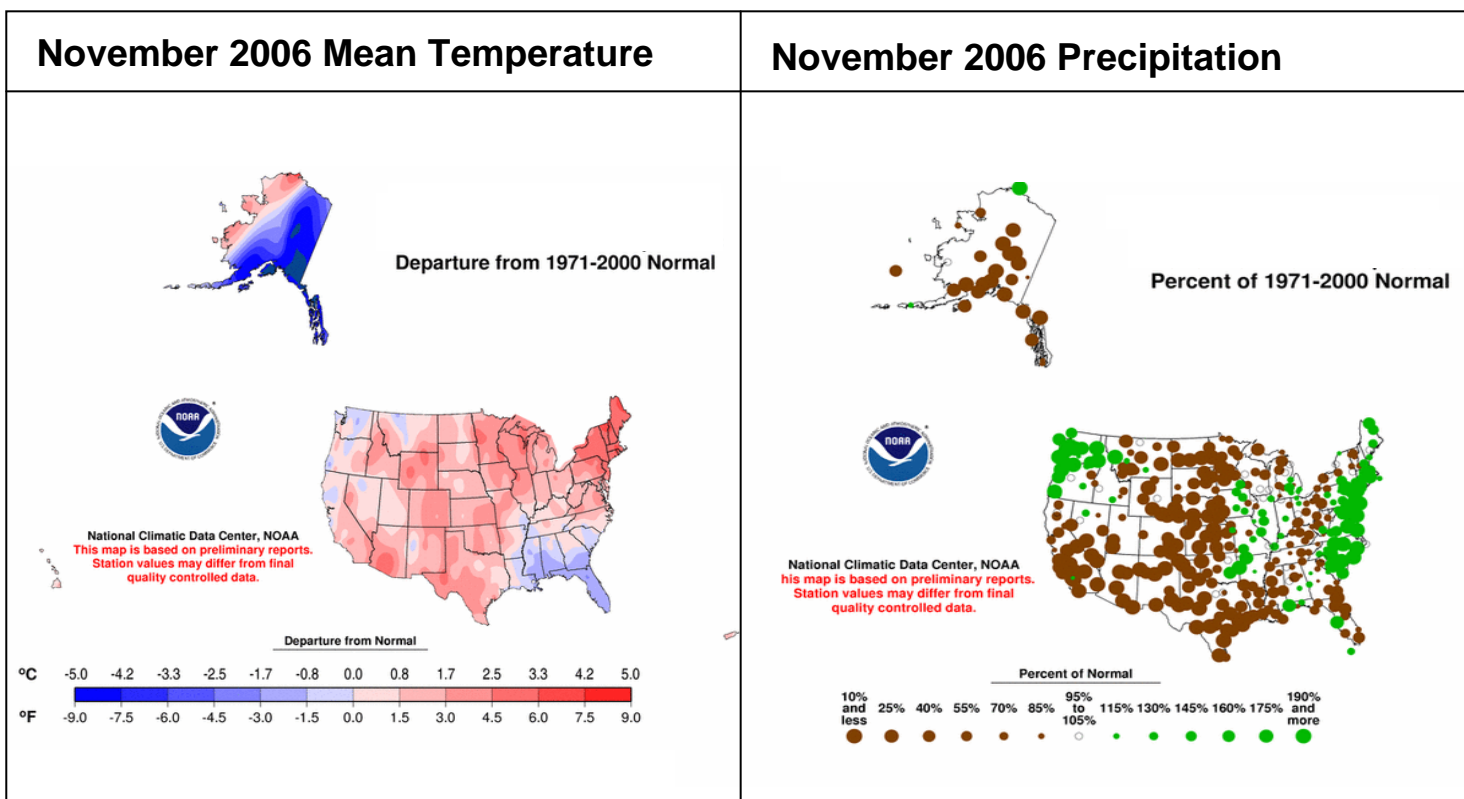 November 2006 Mean Temperature
November 2006 Precipitation
Departure from 1971-2000 Normal
NOAA
National Climatic Data Center, NOAA
This map is based on preliminary reports.
Station values may differ from final
quality controlled data.
Departure from Normal
ºC -5.0 -4.2 -3.3 -2.5 -1.7 -0.8 0.0 0.8 1.7 2.5 3.3 4.2 5.0
ºF -9.0 -7.5 -6.0 -4.5 -3.0 -1.5 0.0 1.5 3.0 4.5 6.0 7.5 9.0
Percent of 1971-2000 Normal
NOAA
National Climatic Data Center, NOAA
his map is based on preliminary reports.
Station values may differ from final
quality controlled data.
Percent of Normal
10% and less 25% 40% 55% 70% 85% 95% to 105% 115% 130% 145% 160% 175% 190% and more